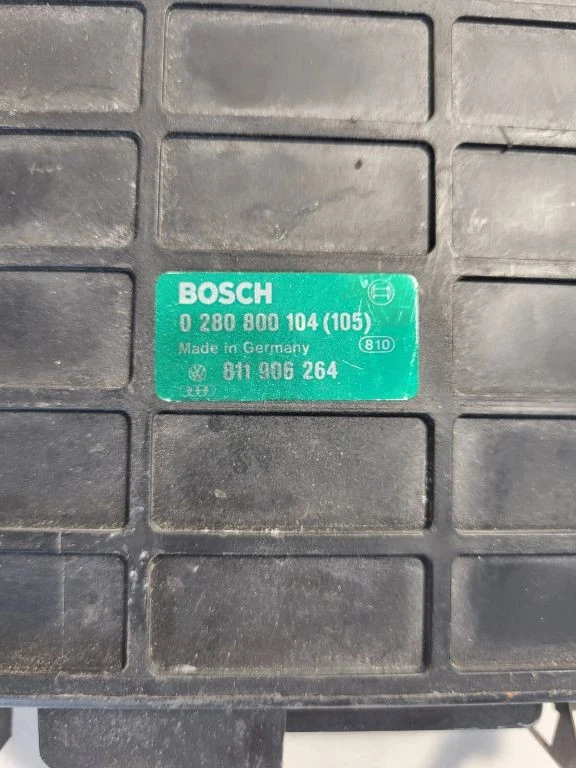 BOSCH
0 280 800 104 (105)
Made in Germany 810
811 906 264